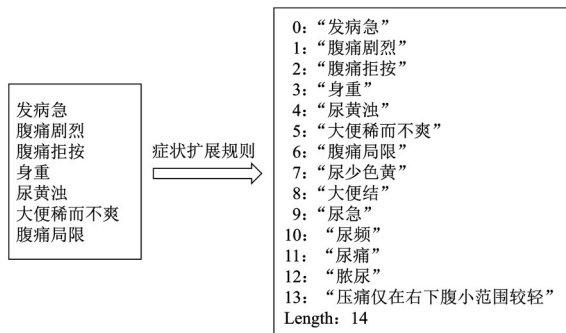 发病急
腹痛剧烈
腹痛拒按
身重
尿黄浊
大便稀而不爽
腹痛局限
症状扩展规则
0：“发病急”
1：“腹痛剧烈”
2：“腹痛拒按”
3：“身重”
4：“尿黄浊”
5：“大便稀而不爽”
6：“腹痛局限”
7：“尿少色黄”
8：“大便结”
9：“尿急”
10：“尿频”
11：“尿痛”
12：“脓尿”
13：“压痛仅在右下腹小范围较轻”
Length：14